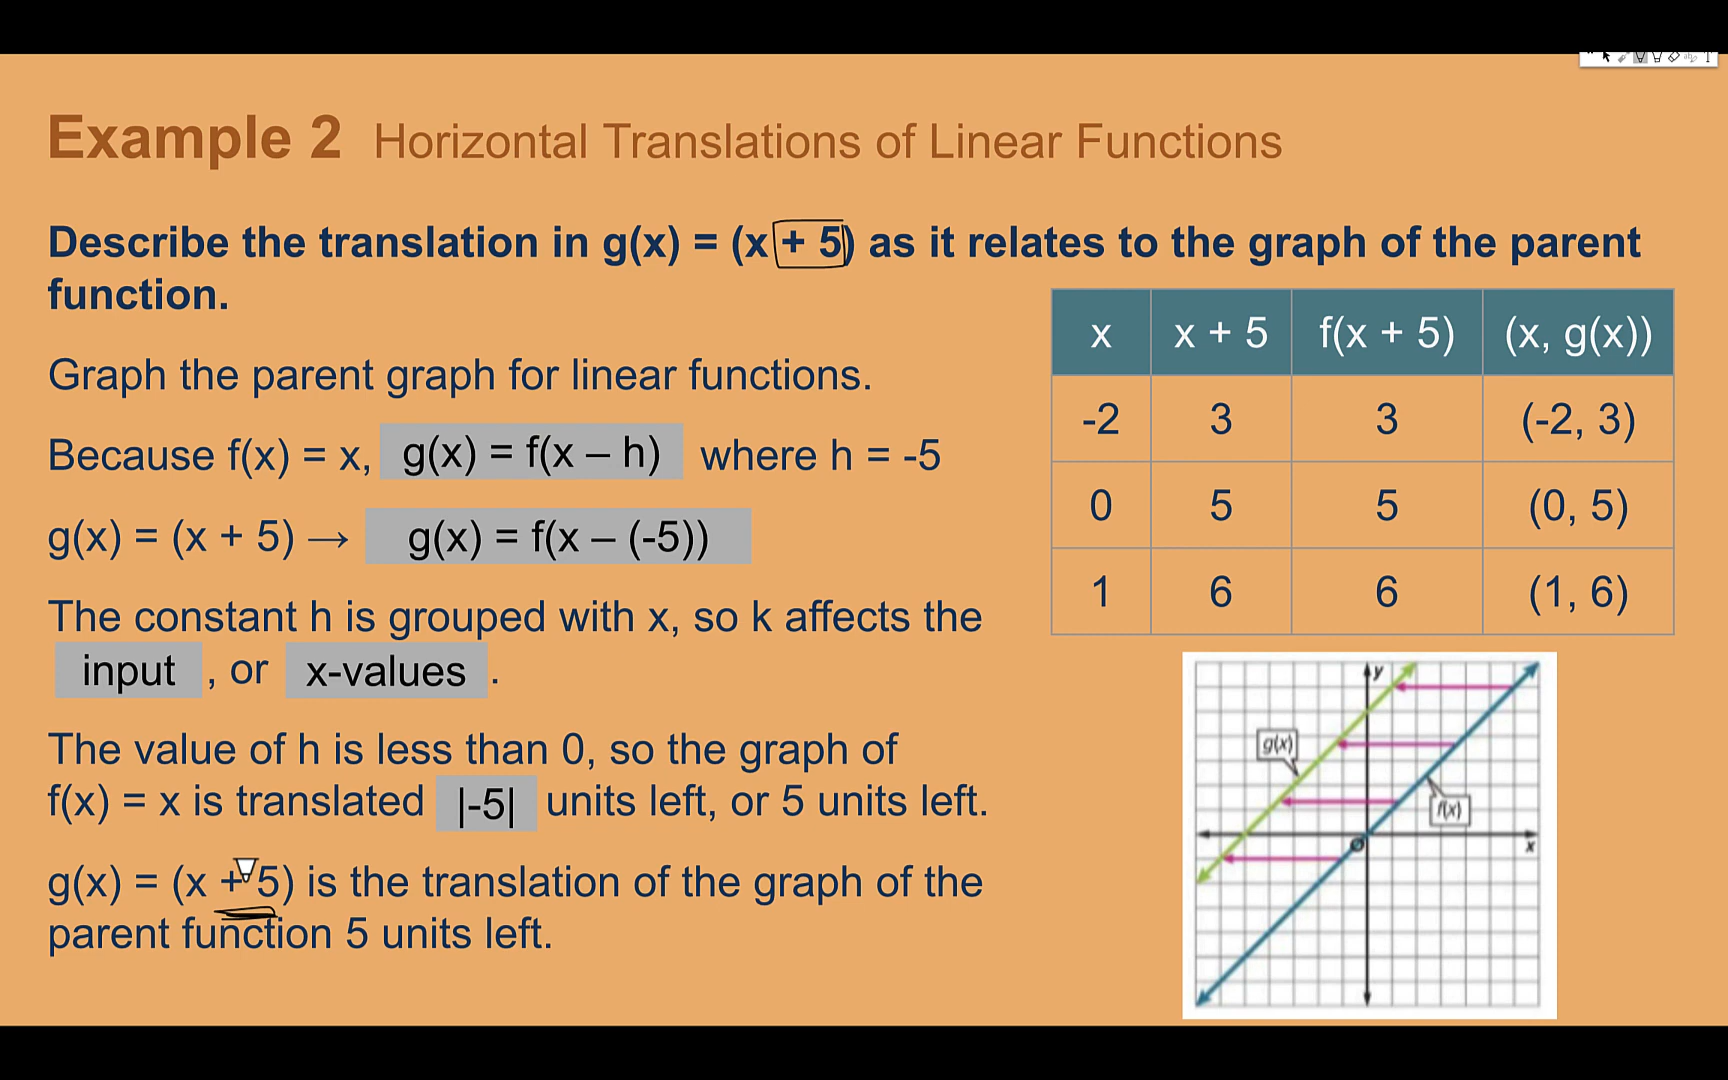 Example 2 Horizontal Translations of Linear Functions
Describe the translation in g(x) = (x + 5) as it relates to the graph of the parent
function.
Graph the parent graph for linear functions.
Because f(x) = x, g(x) = f(x – h) where h = -5
g(x) = (x + 5) → g(x) = f(x – (-5))
The constant h is grouped with x, so k affects the
input , or x-values .
The value of h is less than 0, so the graph of
f(x) = x is translated |-5| units left, or 5 units left.
g(x) = (x + 5) is the translation of the graph of the
parent function 5 units left.
x x + 5 f(x + 5) (x, g(x))
-2 3 3 (-2, 3)
0 5 5 (0, 5)
1 6 6 (1, 6)
y
g(x)
f(x)
O x